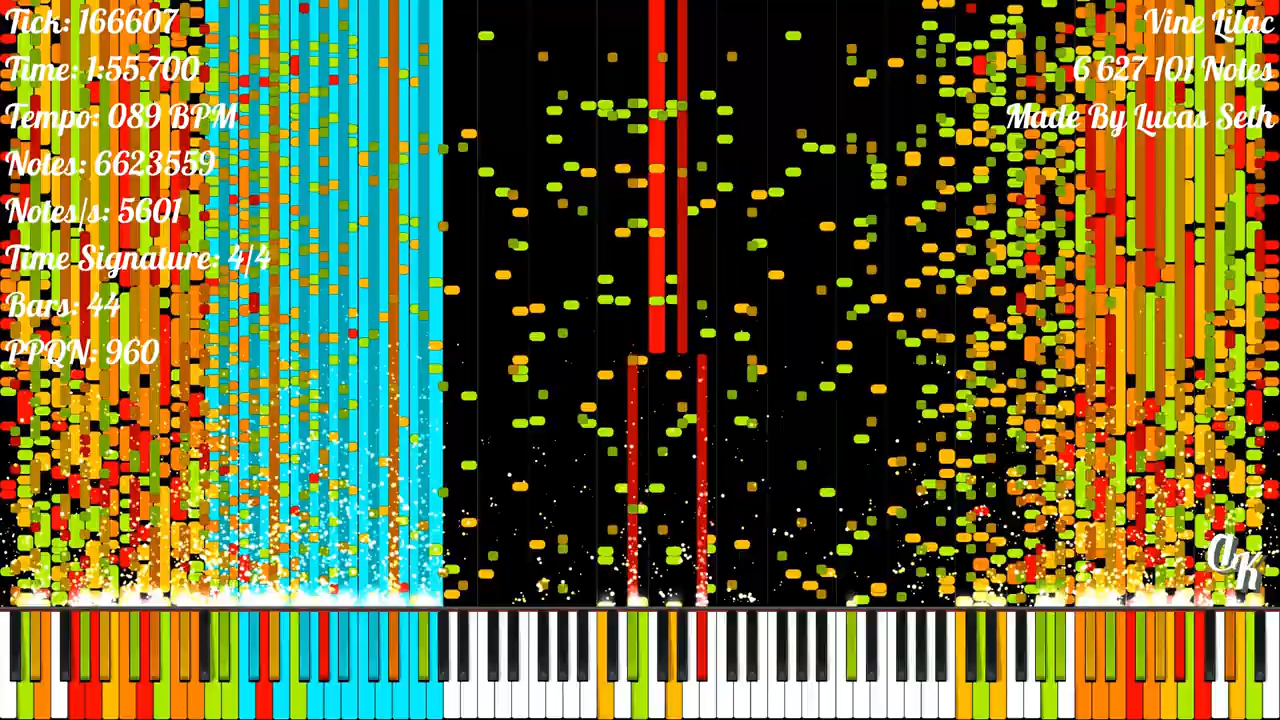 Tick: 166607
Time: 1:55.700
Tempo: 089 BPM
Notes: 6623559
Notes/s: 5601
Time Signature: 4/4
Bars: 44
PPQN: 960
Vine Lilac
6 627 101 Notes
Made By Lucas Seth